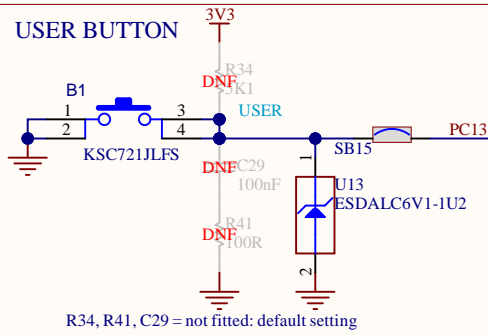 3V3
USER BUTTON
R34
DNF
B1
USER
1 3
2 4
PC13
SB15
KSC721JLFS
DNF C29
100nF
1
U13
ESDALC6V1-1U2
R41
DNF
100R
2
R34, R41, C29 = not fitted: default setting